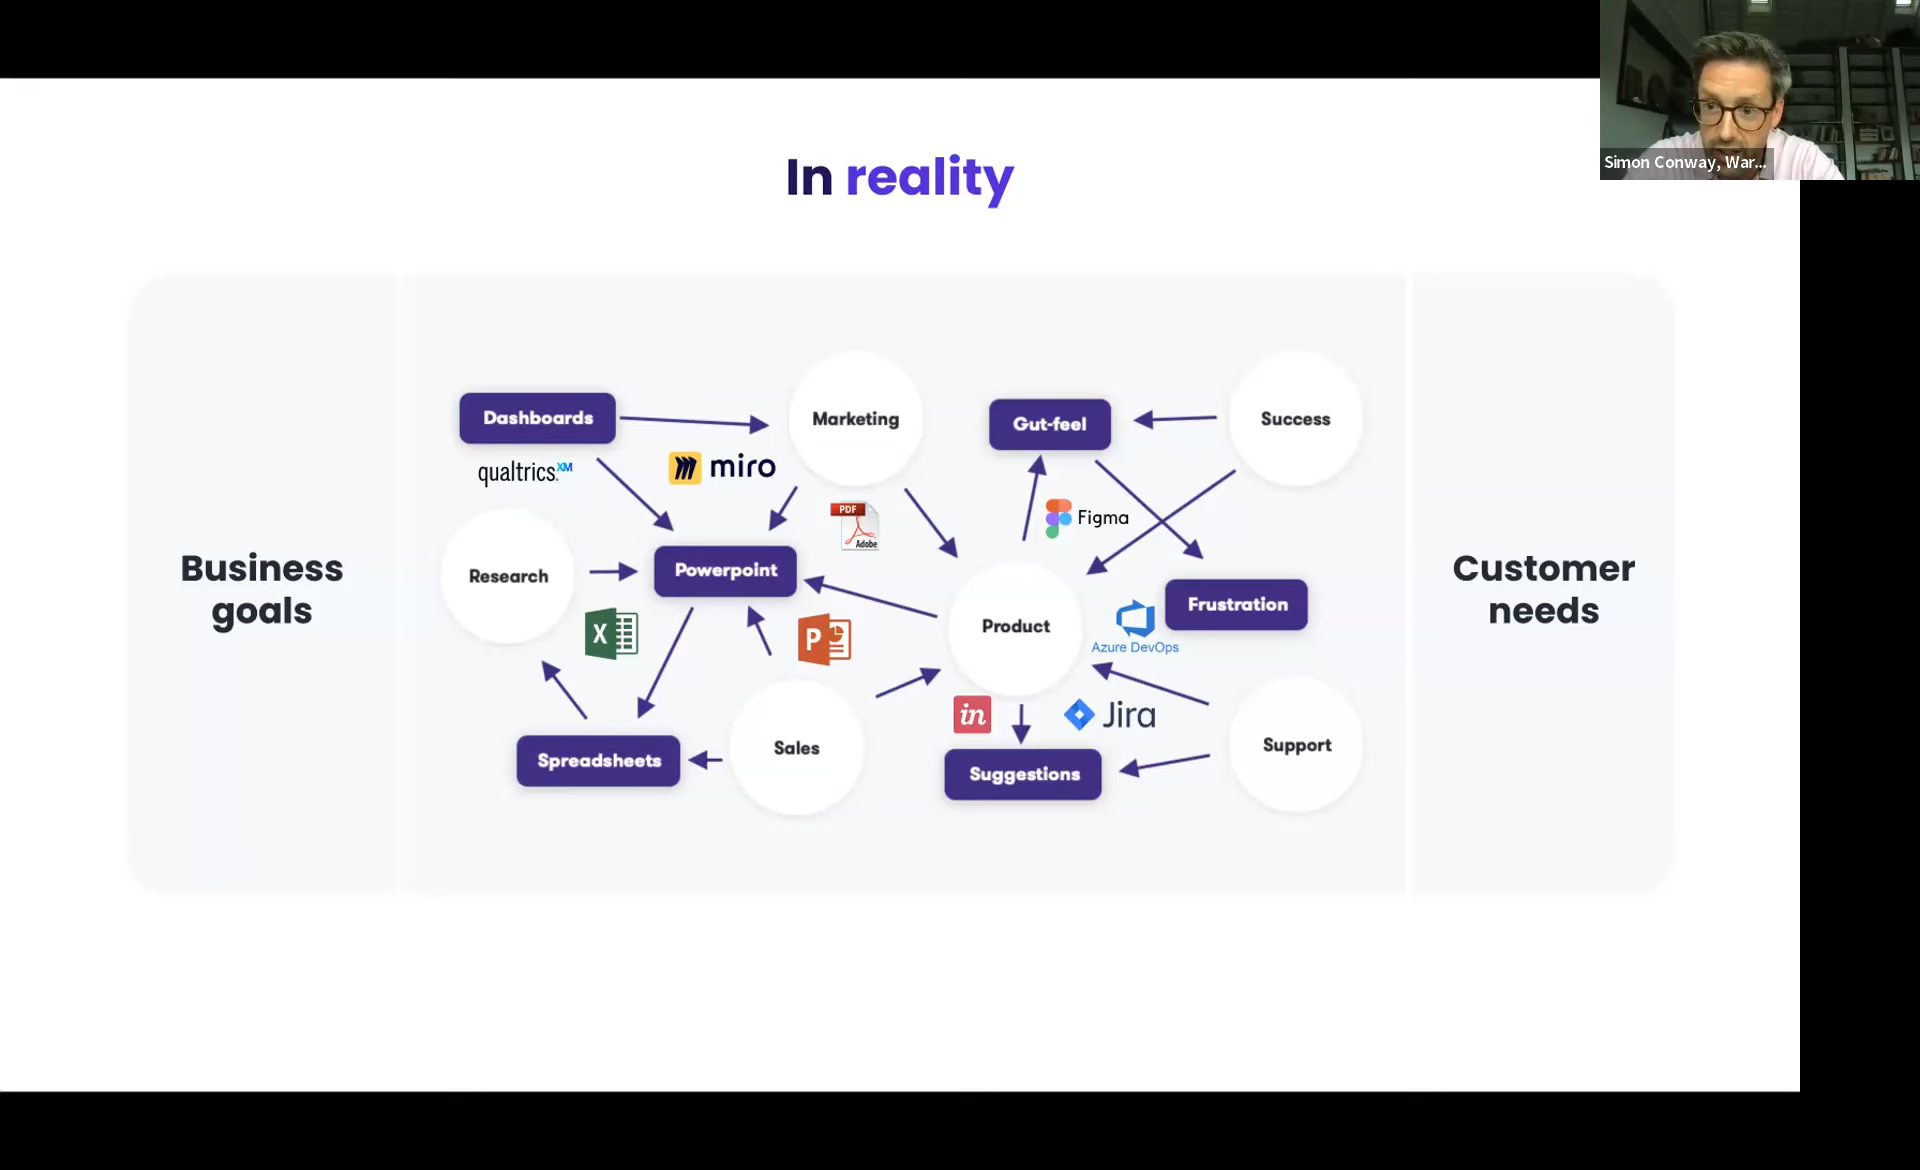 Simon Conway, War...
In reality
Business
goals
Dashboards
Marketing
Gut-feel
Success
qualtrics.XM
miro
PDF
Adobe
Figma
Research
Powerpoint
Product
Frustration
X
P
Azure DevOps
in
Jira
Spreadsheets
Sales
Suggestions
Support
Customer
needs